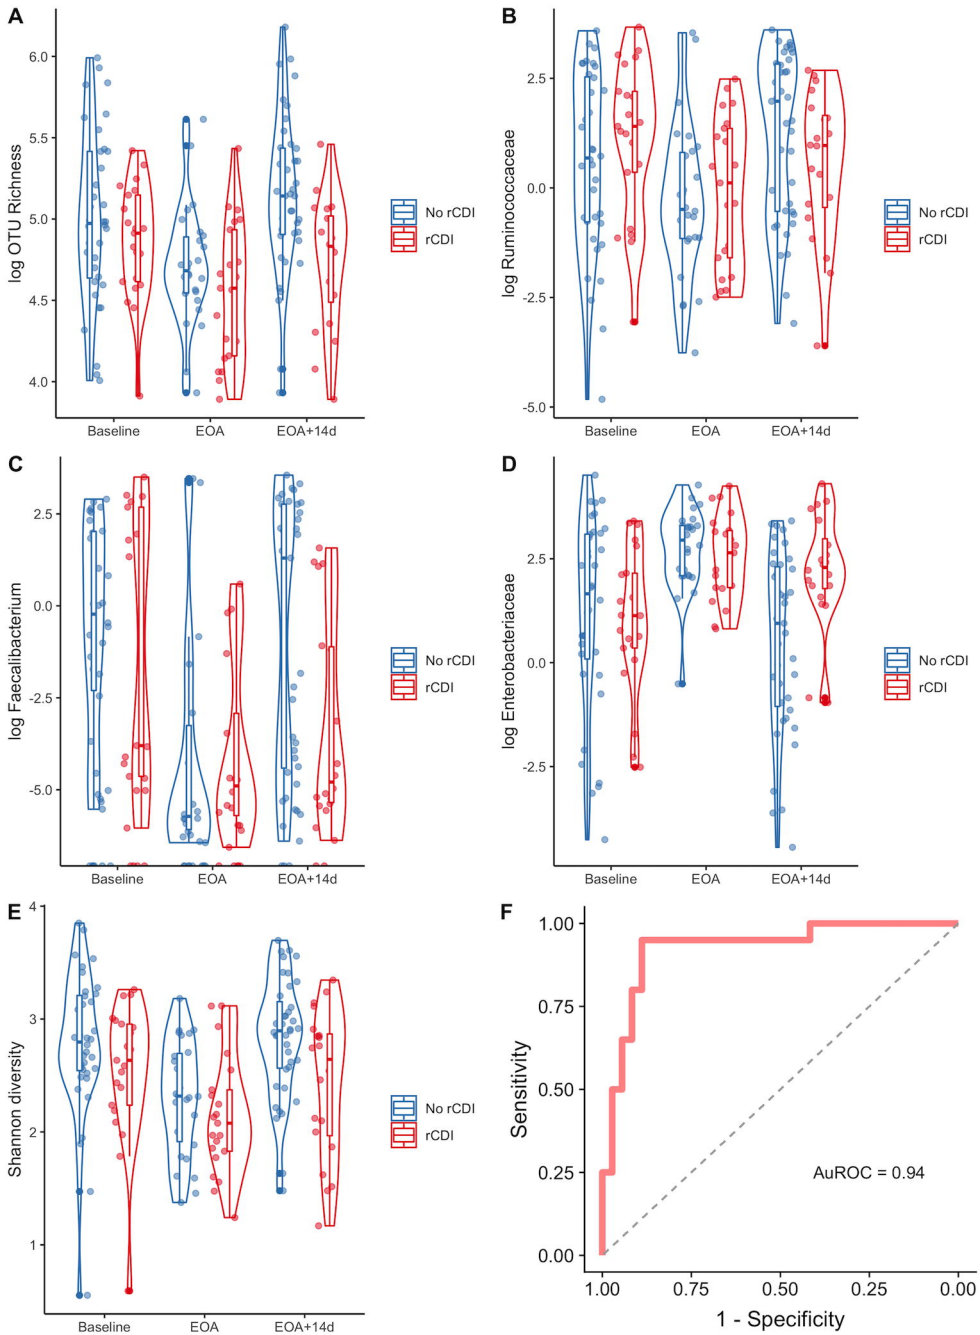 A
log OTU Richness
6.0
5.5
5.0
4.5
4.0
Baseline EOA EOA+14d
No rCDI
rCDI
B
log Ruminococcaceae
2.5
0.0
-2.5
-5.0
Baseline EOA EOA+14d
No rCDI
rCDI
C
log Faecalibacterium
2.5
0.0
-2.5
-5.0
Baseline EOA EOA+14d
No rCDI
rCDI
D
log Enterobacteriaceae
2.5
0.0
-2.5
Baseline EOA EOA+14d
No rCDI
rCDI
E
Shannon diversity
4
3
2
1
Baseline EOA EOA+14d
No rCDI
rCDI
F
Sensitivity
1.00
0.75
0.50
0.25
0.00
AuROC = 0.94
1.00 0.75 0.50 0.25 0.00
1 - Specificity